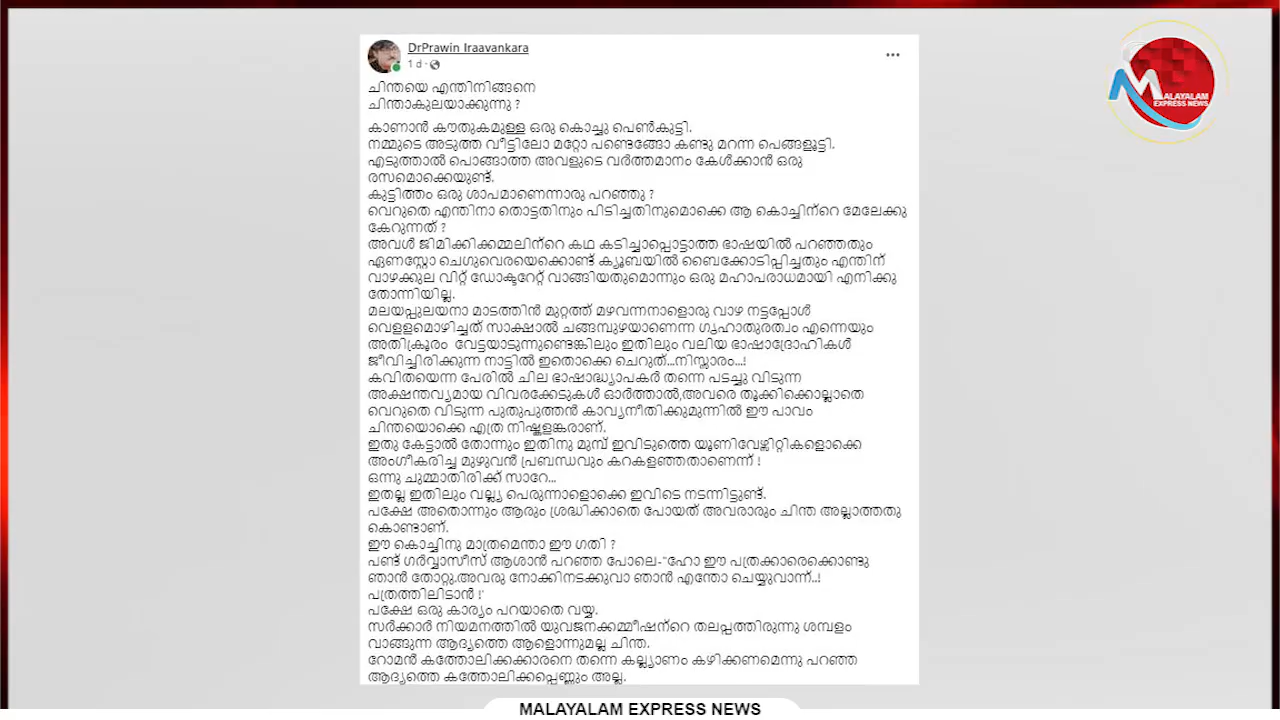 DrPrawin Iraavankara
1 d
ചിന്തയെ എന്തിനിങ്ങനെ
ചിന്താകുലയാക്കുന്നു ?
കാണാൻ കൗതുകമുള്ള ഒരു കൊച്ചു പെൺകുട്ടി.
നമ്മുടെ അടുത്ത വീട്ടിലോ മറ്റോ പണ്ടെങ്ങോ കണ്ടു മറന്ന പെങ്ങളൂട്ടി.
എടുത്താൽ പൊങ്ങാത്ത അവളുടെ വർത്തമാനം കേൾക്കാൻ ഒരു
രസമൊക്കെയുണ്ട്.
കുട്ടിത്തം ഒരു ശാപമാണെന്നാരു പറഞ്ഞു ?
വെറുതെ എന്തിനാ തൊട്ടതിനും പിടിച്ചതിനുമൊക്കെ ആ കൊച്ചിന്റെ മേലേക്കു
കേറുന്നത് ?
അവൾ ജിമിക്കിക്കമ്മലിന്റെ കഥ കടിച്ചാപ്പൊട്ടാത്ത ഭാഷയിൽ പറഞ്ഞതും
ഏണസ്റ്റോ ചെഗുവെരയെക്കൊണ്ട് ക്യൂബയിൽ ബൈക്കോടിപ്പിച്ചതും എന്തിന്
വാഴക്കുല വിറ്റ് ഡോക്ടറേറ്റ് വാങ്ങിയതുമൊന്നും ഒരു മഹാപരാധമായി എനിക്കു
തോന്നിയില്ല.
മലയപ്പുലയനാ മാടത്തിൻ മുറ്റത്ത് മഴവന്നനാളൊരു വാഴ നട്ടപ്പോൾ
വെളളമൊഴിച്ചത് സാക്ഷാൽ ചങ്ങമ്പുഴയാണെന്ന ഗൃഹാതുരത്വം എന്നെയും
അതിക്രൂരം വേട്ടയാടുന്നുണ്ടെങ്കിലും ഇതിലും വലിയ ഭാഷാദ്രോഹികൾ
ജീവിച്ചിരിക്കുന്ന നാട്ടിൽ ഇതൊക്കെ ചെറുത്...നിസ്സാരം...!
കവിതയെന്ന പേരിൽ ചില ഭാഷാദ്ധ്യാപകർ തന്നെ പടച്ചു വിടുന്ന
അക്ഷന്തവ്യമായ വിവരക്കേടുകൾ ഓർത്താൽ,അവരെ തൂക്കിക്കൊല്ലാതെ
വെറുതെ വിടുന്ന പുതുപുത്തൻ കാവ്യനീതിക്കുമുന്നിൽ ഈ പാവം
ചിന്തയൊക്കെ എത്ര നിഷ്കളങ്കരാണ്.
ഇതു കേട്ടാൽ തോന്നും ഇതിനു മുമ്പ് ഇവിടുത്തെ യൂണിവേഴ്സിറ്റികളൊക്കെ
അംഗീകരിച്ച മുഴുവൻ പ്രബന്ധവും കറകളഞ്ഞതാണെന്ന് !
ഒന്നു ചുമ്മാതിരിക്ക് സാറേ...
ഇതല്ല ഇതിലും വല്ല്യ പെരുന്നാളൊക്കെ ഇവിടെ നടന്നിട്ടുണ്ട്.
പക്ഷേ അതൊന്നും ആരും ശ്രദ്ധിക്കാതെ പോയത് അവരാരും ചിന്ത അല്ലാത്തതു
കൊണ്ടാണ്.
ഈ കൊച്ചിനു മാത്രമെന്താ ഈ ഗതി ?
പണ്ട് ഗർവ്വാസീസ് ആശാൻ പറഞ്ഞ പോലെ-"ഹോ ഈ പത്രക്കാരെക്കൊണ്ടു
ഞാൻ തോറ്റു.അവരു നോക്കിനടക്കുവാ ഞാൻ എന്തോ ചെയ്യുവാന്ന്..!
പത്രത്തിലിടാൻ !"
പക്ഷേ ഒരു കാര്യം പറയാതെ വയ്യ.
സർക്കാർ നിയമനത്തിൽ യുവജനക്കമ്മീഷന്റെ തലപ്പത്തിരുന്നു ശമ്പളം
വാങ്ങുന്ന ആദ്യത്തെ ആളൊന്നുമല്ല ചിന്ത.
റോമൻ കത്തോലിക്കക്കാരനെ തന്നെ കല്ല്യാണം കഴിക്കണമെന്നു പറഞ്ഞ
ആദ്യത്തെ കത്തോലിക്കപ്പെണ്ണും അല്ല.
MALAYALAM
EXPRESS NEWS
MALAYALAM EXPRESS NEWS